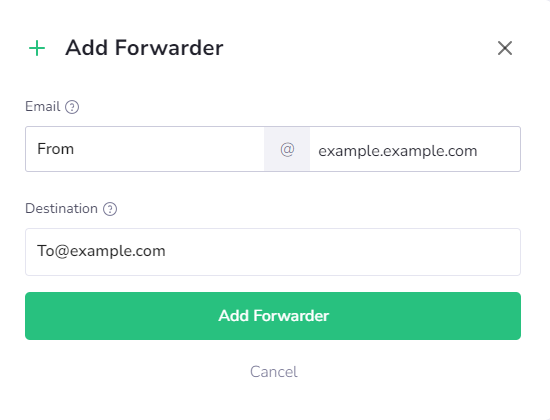 Add Forwarder
Email
From @ example.example.com
Destination
To@example.com
Add Forwarder
Cancel